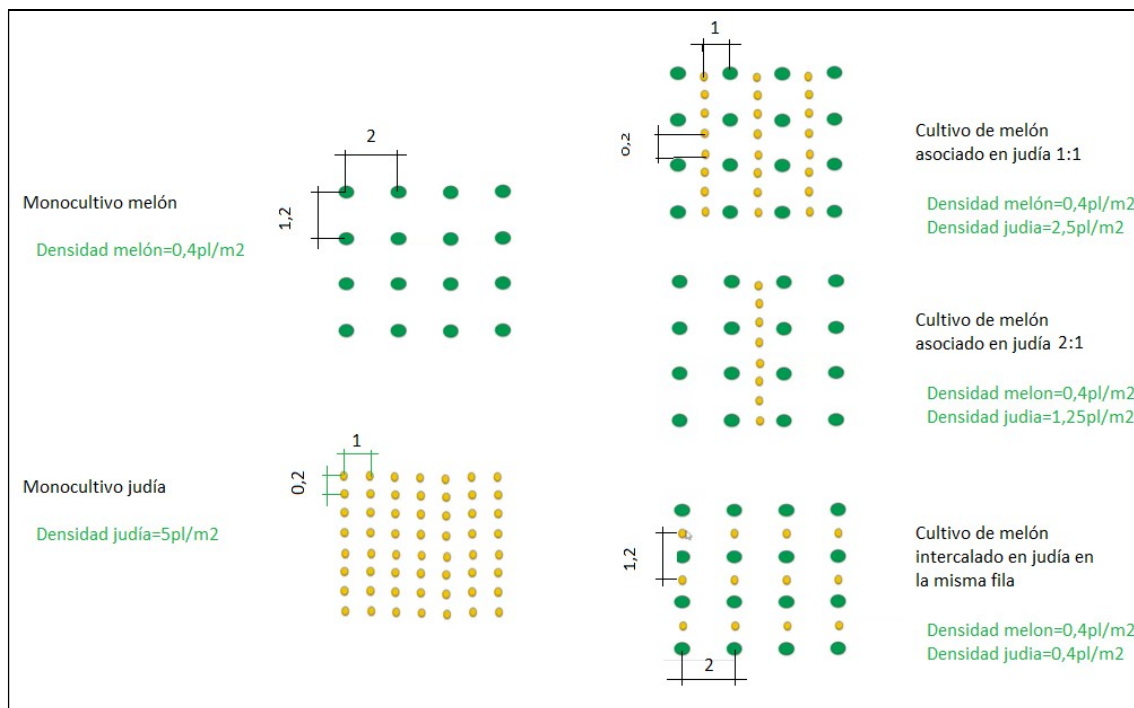 Monocultivo melón
Densidad melón=0,4pl/m2
2
1,2
Monocultivo judía
Densidad judía=5pl/m2
1
0,2
1
0,2
Cultivo de melón
asociado en judía 1:1
Densidad melón=0,4pl/m2
Densidad judia=2,5pl/m2
Cultivo de melón
asociado en judía 2:1
Densidad melon=0,4pl/m2
Densidad judia=1,25pl/m2
1,2
2
Cultivo de melón
intercalado en judía en
la misma fila
Densidad melon=0,4pl/m2
Densidad judia=0,4pl/m2